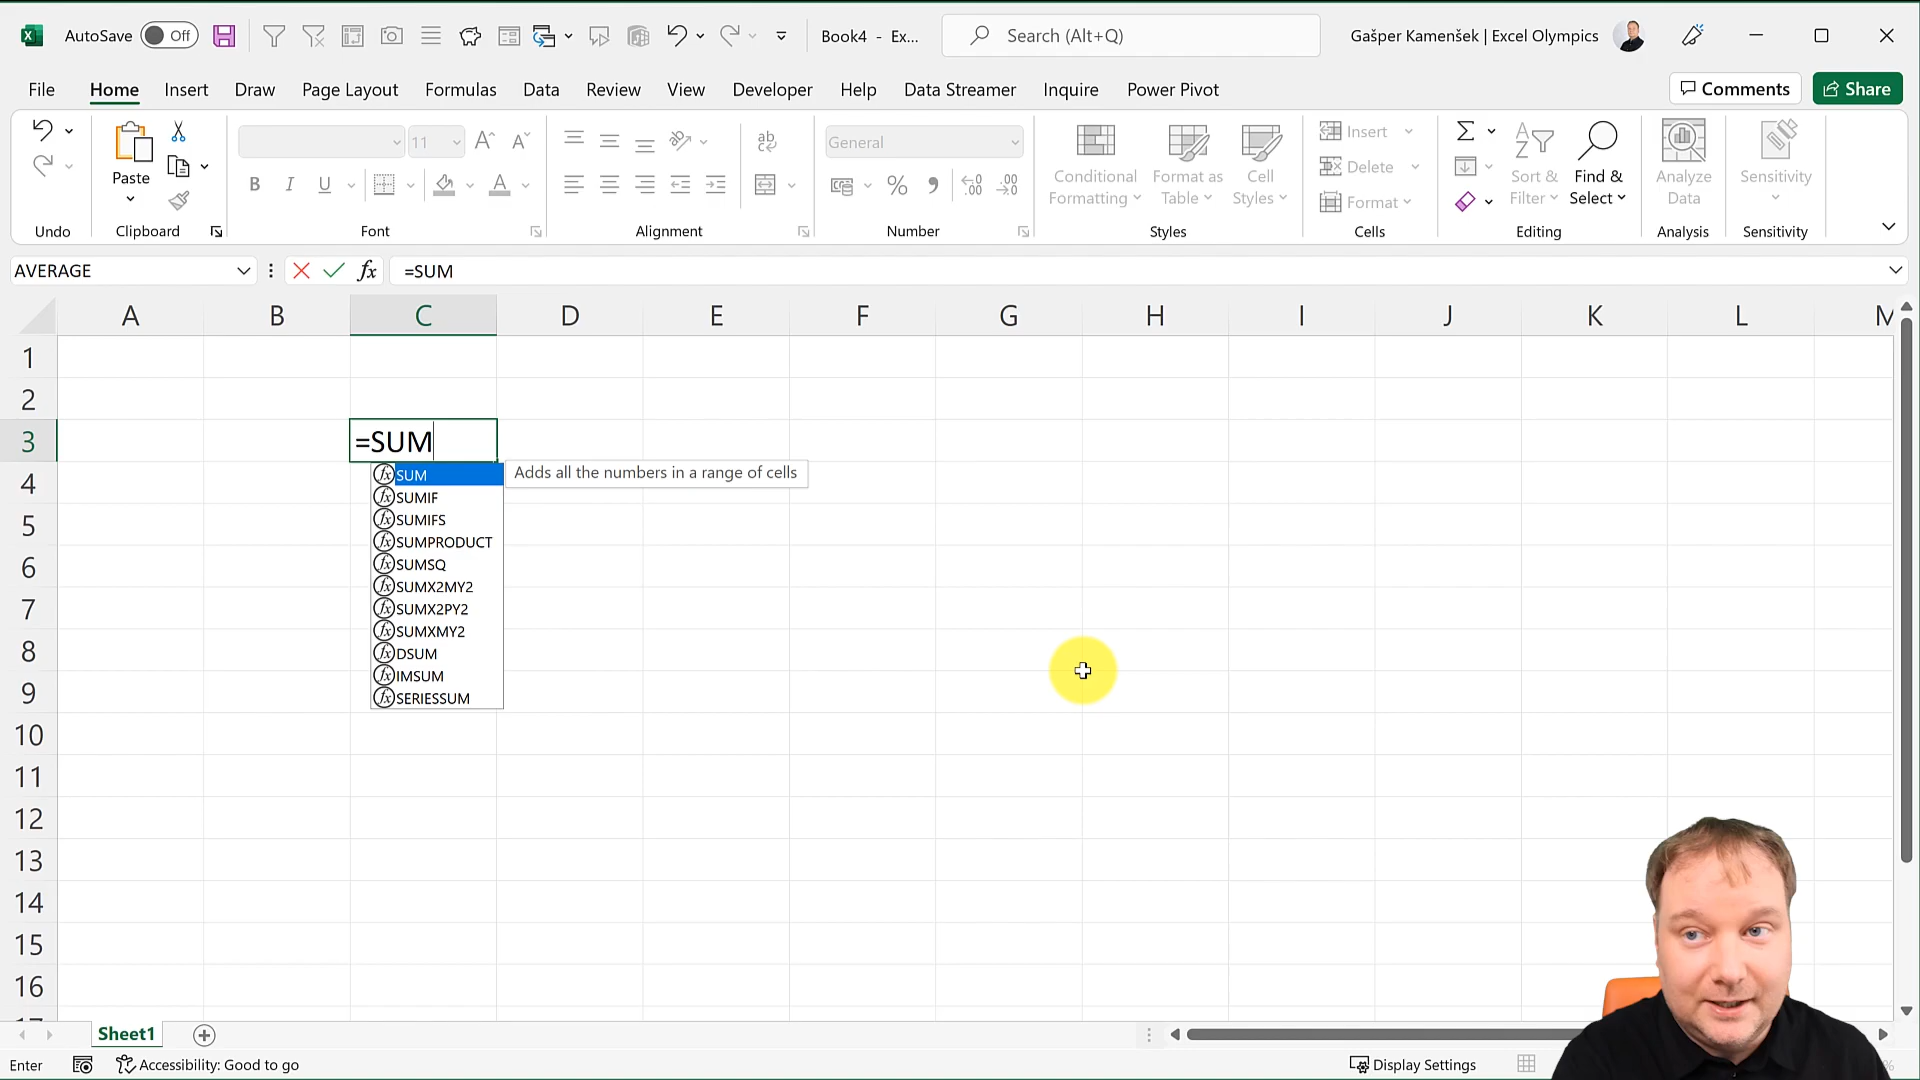 AutoSave Off Book4 - Ex... Search (Alt+Q) Gašper Kamenšek | Excel Olympics
File Home Insert Draw Page Layout Formulas Data Review View Developer Help Data Streamer Inquire Power Pivot Comments Share
Paste
11
B I U
ab
General
Conditional Formatting
Format as Table
Cell Styles
Insert
Delete
Format
Sort & Filter
Find & Select
Analyze Data
Sensitivity
Undo Clipboard Font Alignment Number Styles Cells Editing Analysis Sensitivity
AVERAGE fx =SUM
A B C D E F G H I J K L M
1
2
3 =SUM
4
5
6
7
8
9
10
11
12
13
14
15
16
17
SUM Adds all the numbers in a range of cells
SUMIF
SUMIFS
SUMPRODUCT
SUMSQ
SUMX2MY2
SUMX2PY2
SUMXMY2
DSUM
IMSUM
SERIESSUM
Sheet1
Enter Accessibility: Good to go Display Settings